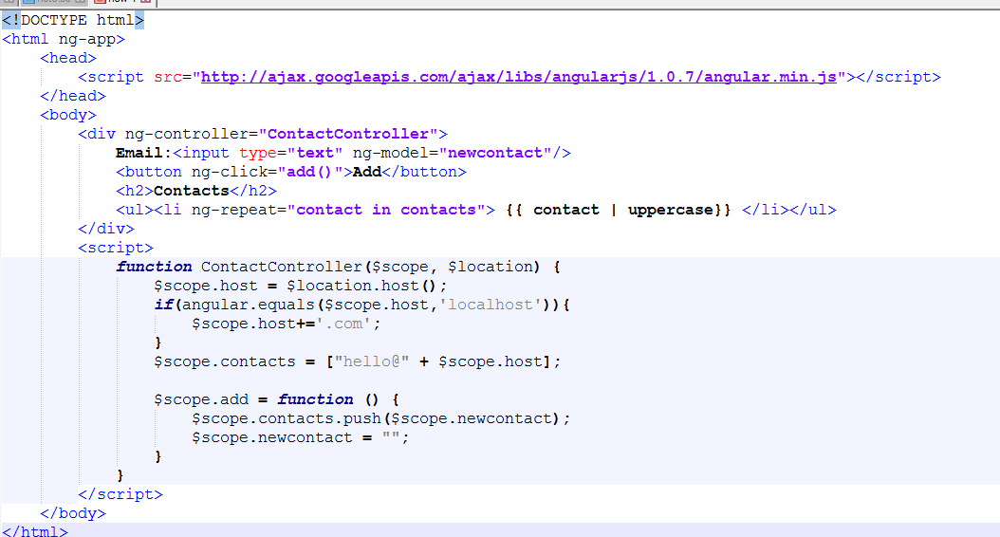 <!DOCTYPE html>
<html ng-app>
    <head>
        <script src="http://ajax.googleapis.com/ajax/libs/angularjs/1.0.7/angular.min.js"></script>
    </head>
    <body>
        <div ng-controller="ContactController">
            Email:<input type="text" ng-model="newcontact"/>
            <button ng-click="add()">Add</button>
            <h2>Contacts</h2>
            <ul><li ng-repeat="contact in contacts"> {{ contact | uppercase}} </li></ul>
        </div>
        <script>
            function ContactController($scope, $location) {
                $scope.host = $location.host();
                if(angular.equals($scope.host,'localhost')){
                    $scope.host+='.com';
                }
                $scope.contacts = ["hello@" + $scope.host];

                $scope.add = function () {
                    $scope.contacts.push($scope.newcontact);
                    $scope.newcontact = "";
                }
            }
        </script>
    </body>
</html>